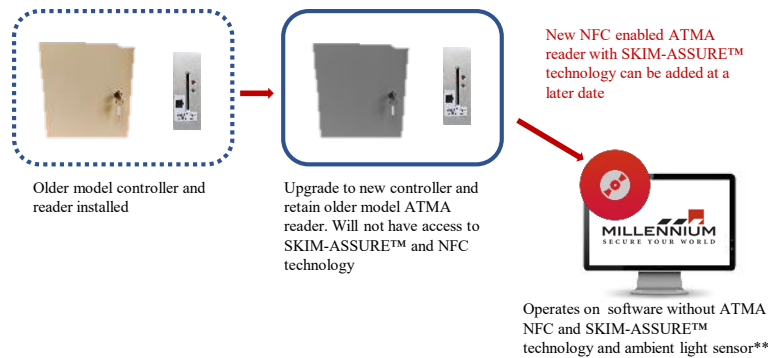 New NFC enabled ATMA
reader with SKIM-ASSURE™
technology can be added at a
later date
Older model controller and
reader installed
Upgrade to new controller and
retain older model ATMA
reader. Will not have access to
SKIM-ASSURE™ and NFC
technology
MILLENNIUM
SECURE YOUR WORLD
Operates on software without ATMA
NFC and SKIM-ASSURE™
technology and ambient light sensor**